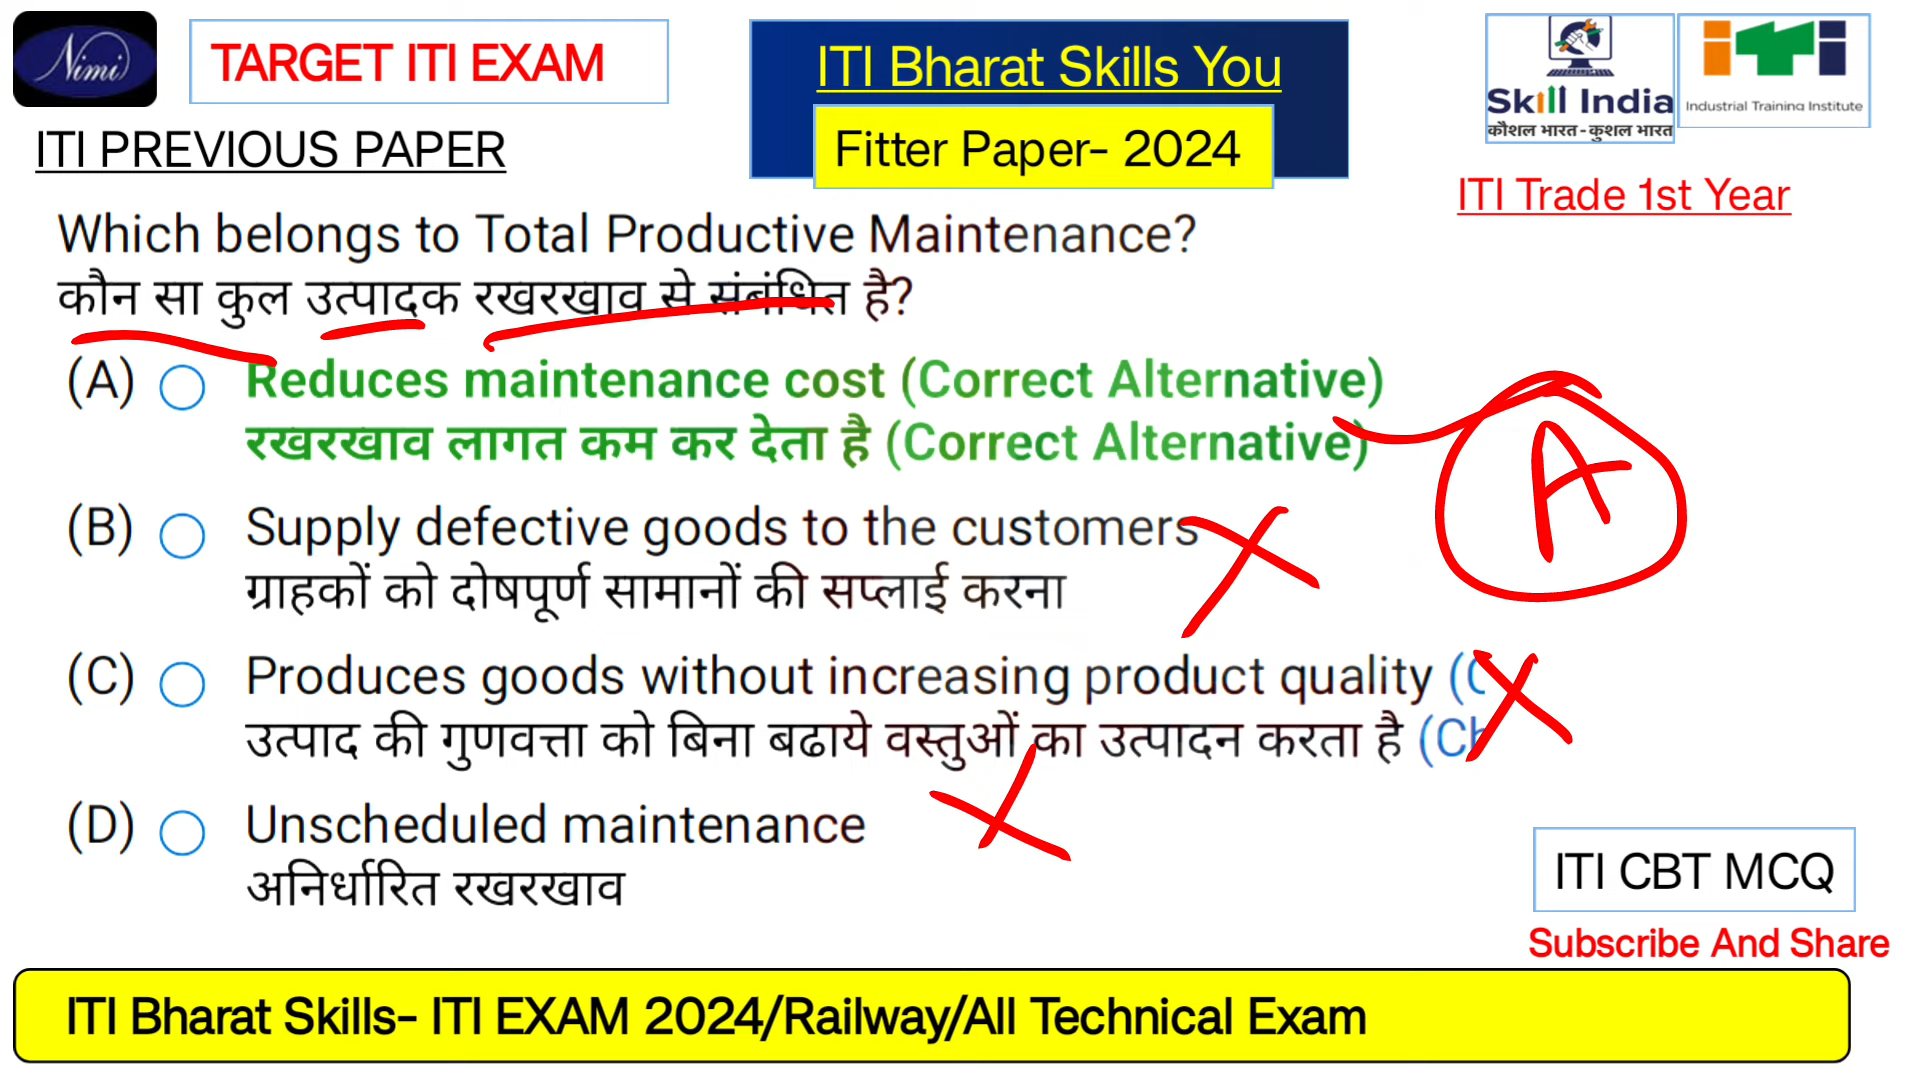 Nimi
TARGET ITI EXAM
ITI Bharat Skills You
Skill India
कौशल भारत-कुशल भारत
iTi
Industrial Training Institute
ITI PREVIOUS PAPER
Fitter Paper- 2024
ITI Trade 1st Year
Which belongs to Total Productive Maintenance?
कौन सा कुल उत्पादक रखरखाव से संबंधित है?
(A) Reduces maintenance cost (Correct Alternative)
रखरखाव लागत कम कर देता है (Correct Alternative)
A
(B) Supply defective goods to the customers
ग्राहकों को दोषपूर्ण सामानों की सप्लाई करना
(C) Produces goods without increasing product quality
उत्पाद की गुणवत्ता को बिना बढाये वस्तुओं का उत्पादन करता है
(D) Unscheduled maintenance
अनिर्धारित रखरखाव
ITI CBT MCQ
Subscribe And Share
ITI Bharat Skills- ITI EXAM 2024/Railway/All Technical Exam